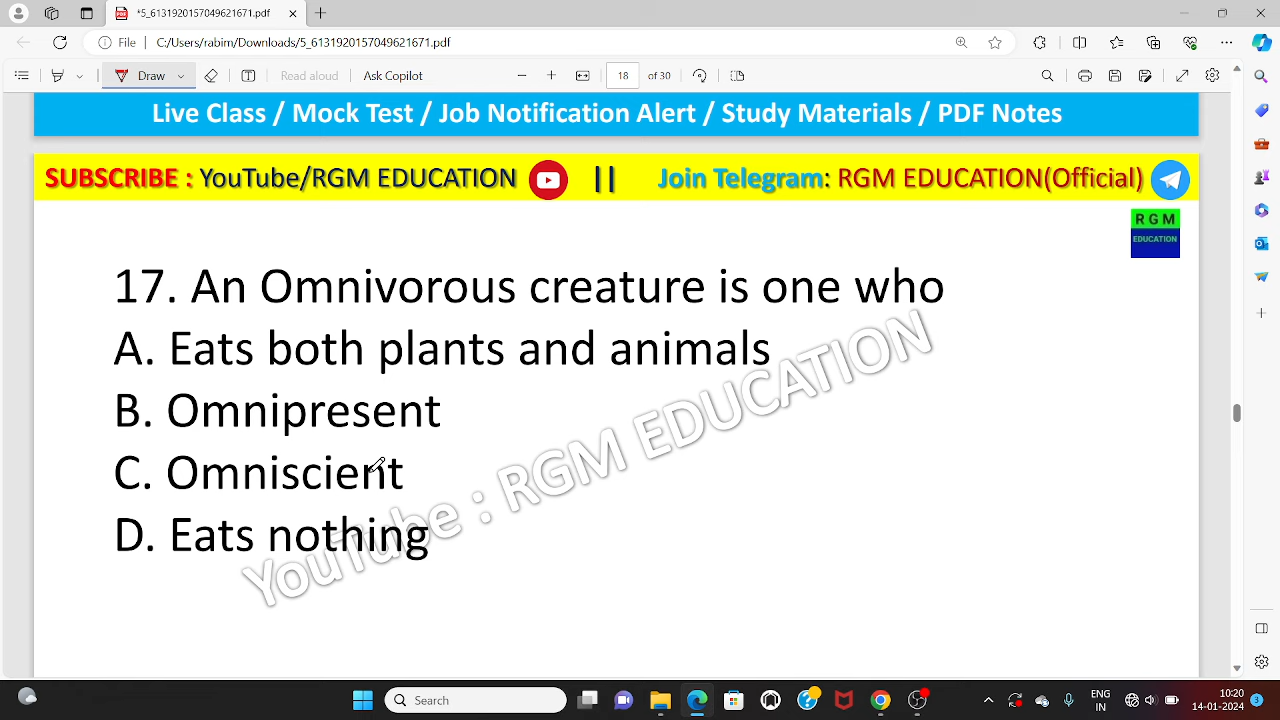 *5_6131920157049621671.pdf
File C:/Users/rabim/Downloads/5_6131920157049621671.pdf
Draw Read aloud Ask Copilot 18 of 30
Live Class / Mock Test / Job Notification Alert / Study Materials / PDF Notes
SUBSCRIBE : YouTube/RGM EDUCATION || Join Telegram: RGM EDUCATION(Official)
R G M
EDUCATION
17. An Omnivorous creature is one who
A. Eats both plants and animals
B. Omnipresent
C. Omniscient
D. Eats nothing
YouTube : RGM EDUCATION
Search
ENG
IN
10:20
14-01-2024
3